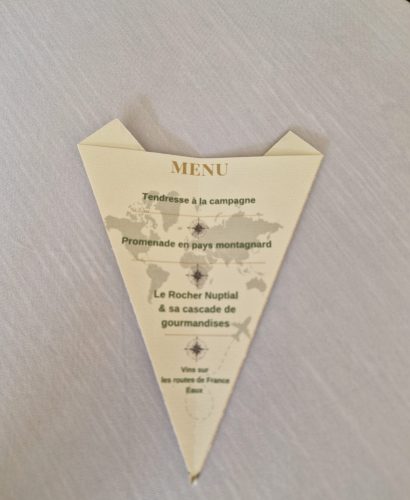 MENU
Tendresse à la campagne
Promenade en pays montagnard
Le Rocher Nuptial
& sa cascade de
gourmandises
Vins sur
les routes de France
Eaux